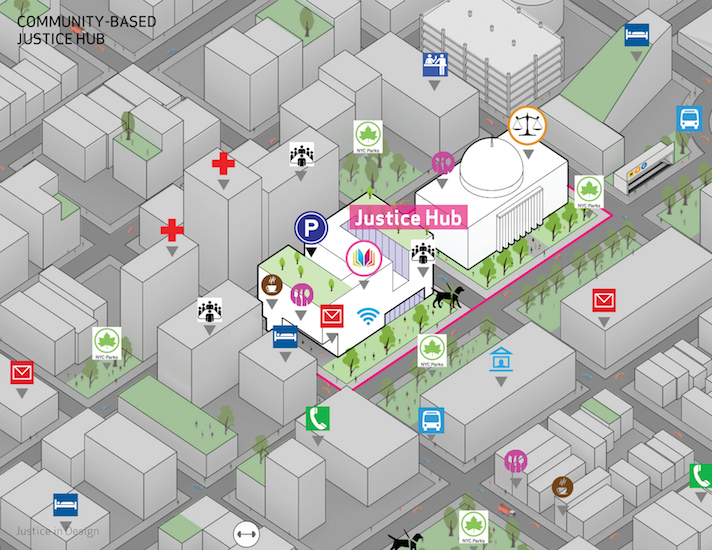 COMMUNITY-BASED
JUSTICE HUB
NYC Parks
NYC Parks
Justice Hub
P
NYC Parks
NYC Parks
NYC Parks
Justice in Design